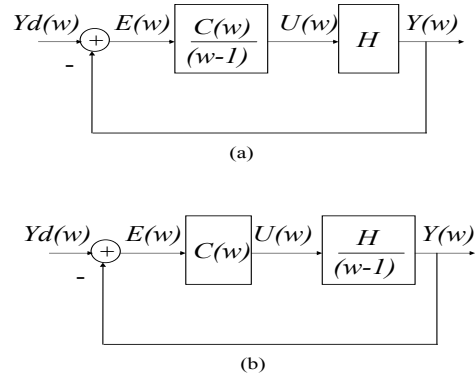 Yd(w) + E(w) C(w) U(w) H Y(w)
(w-1)
-
(a)
Yd(w) + E(w) C(w) U(w) H Y(w)
(w-1)
-
(b)